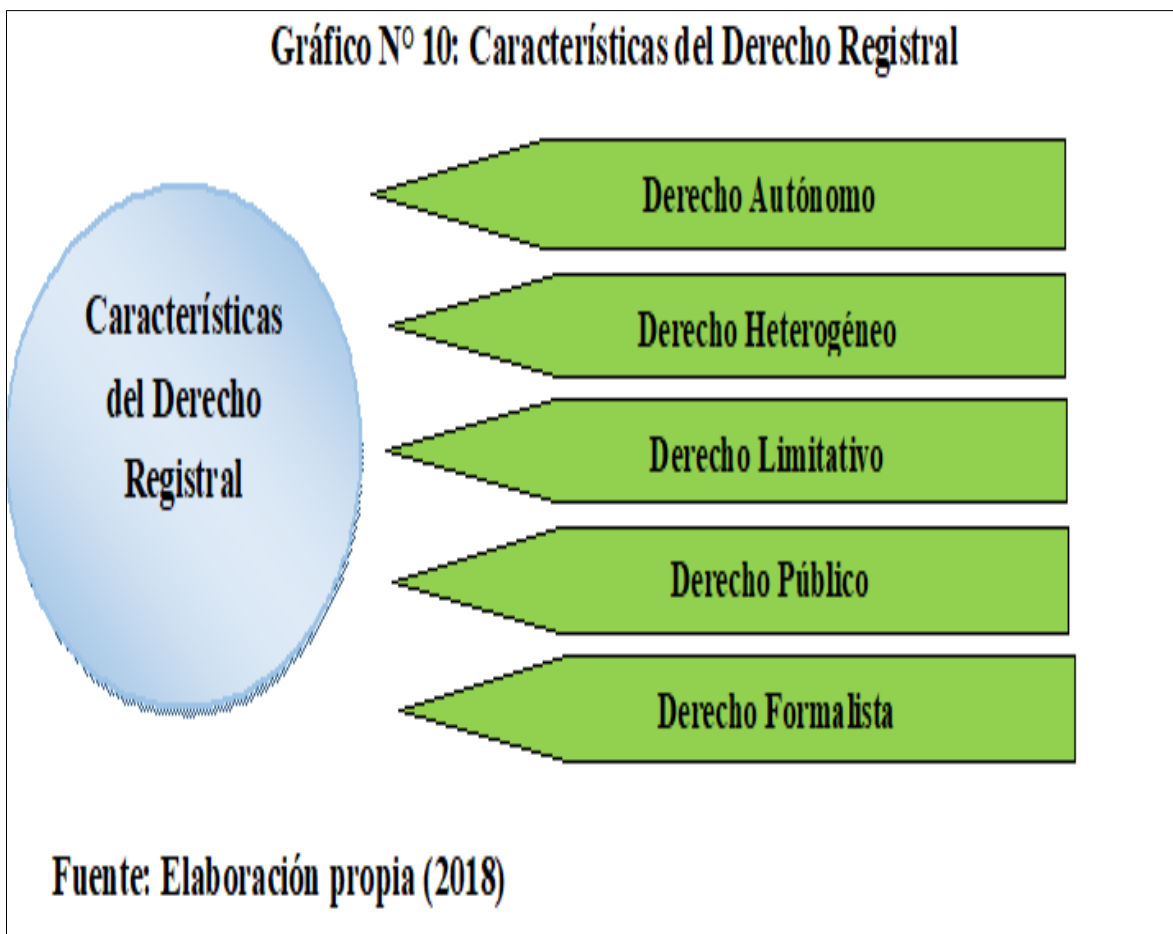 Gráfico N° 10: Características del Derecho Registral
Características
del Derecho
Registral
Derecho Autónomo
Derecho Heterogéneo
Derecho Limitativo
Derecho Público
Derecho Formalista
Fuente: Elaboración propia (2018)